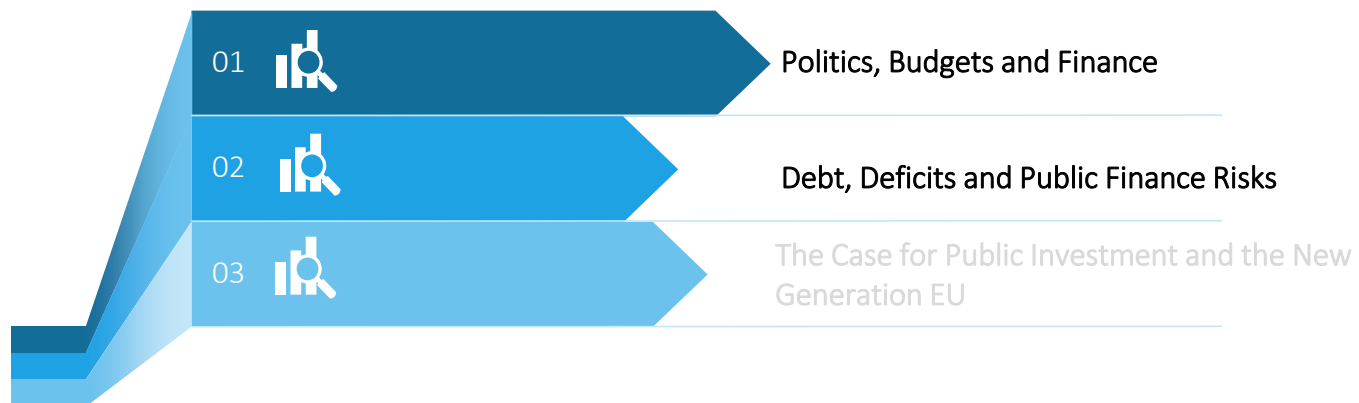 01
Politics, Budgets and Finance
02
Debt, Deficits and Public Finance Risks
03
The Case for Public Investment and the New
Generation EU